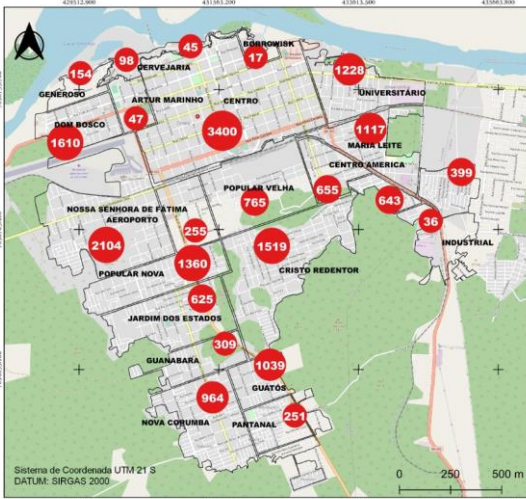 45
BORROWISK
98
17
CERVEJARIA
154
1228
GENEROSO
ARTUR MARINHO
CENTRO
UNIVERSITÁRIO
47
DOM BOSCO
1610
3400
1117
MARIA LEITE
CENTRO AMERICA
399
POPULAR VELHA
655
765
643
NOSSA SENHORA DE FÁTIMA
AEROPORTO
36
255
2104
1519
INDUSTRIAL
1360
POPULAR NOVA
CRISTO REDENTOR
625
JARDIM DOS ESTADOS
309
GUANABARA
1039
GUATÓS
964
251
NOVA CORUMBA
PANTANAL
Sistema de Coordenada UTM 21 S
DATUM: SIRGAS 2000
0 250 500 m